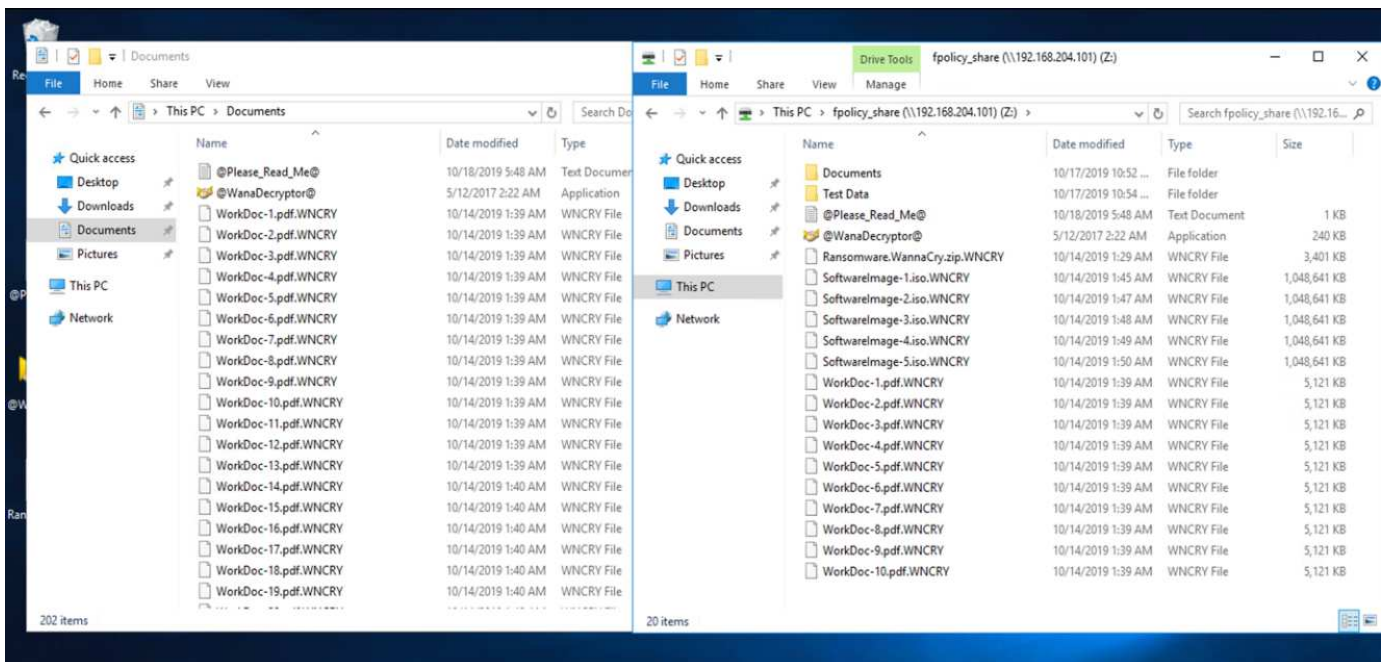 Documents
File Home Share View
This PC > Documents
Search Do
Quick access
Desktop
Downloads
Documents
Pictures
This PC
Network
Name Date modified Type
@Please_Read_Me@ 10/18/2019 5:48 AM Text Documen
@WanaDecryptor@ 5/12/2017 2:22 AM Application
WorkDoc-1.pdf.WNCRY 10/14/2019 1:39 AM WNCRY File
WorkDoc-2.pdf.WNCRY 10/14/2019 1:39 AM WNCRY File
WorkDoc-3.pdf.WNCRY 10/14/2019 1:39 AM WNCRY File
WorkDoc-4.pdf.WNCRY 10/14/2019 1:39 AM WNCRY File
WorkDoc-5.pdf.WNCRY 10/14/2019 1:39 AM WNCRY File
WorkDoc-6.pdf.WNCRY 10/14/2019 1:39 AM WNCRY File
WorkDoc-7.pdf.WNCRY 10/14/2019 1:39 AM WNCRY File
WorkDoc-8.pdf.WNCRY 10/14/2019 1:39 AM WNCRY File
WorkDoc-9.pdf.WNCRY 10/14/2019 1:39 AM WNCRY File
WorkDoc-10.pdf.WNCRY 10/14/2019 1:39 AM WNCRY File
WorkDoc-11.pdf.WNCRY 10/14/2019 1:39 AM WNCRY File
WorkDoc-12.pdf.WNCRY 10/14/2019 1:39 AM WNCRY File
WorkDoc-13.pdf.WNCRY 10/14/2019 1:39 AM WNCRY File
WorkDoc-14.pdf.WNCRY 10/14/2019 1:40 AM WNCRY File
WorkDoc-15.pdf.WNCRY 10/14/2019 1:40 AM WNCRY File
WorkDoc-16.pdf.WNCRY 10/14/2019 1:40 AM WNCRY File
WorkDoc-17.pdf.WNCRY 10/14/2019 1:40 AM WNCRY File
WorkDoc-18.pdf.WNCRY 10/14/2019 1:40 AM WNCRY File
WorkDoc-19.pdf.WNCRY 10/14/2019 1:40 AM WNCRY File
202 items
Drive Tools fpolicy_share (\\192.168.204.101) (Z:)
File Home Share View Manage
This PC > fpolicy_share (\\192.168.204.101) (Z:) >
Search fpolicy_share (\\192.16...
Quick access
Desktop
Downloads
Documents
Pictures
This PC
Network
Name Date modified Type Size
Documents 10/17/2019 10:52 ... File folder
Test Data 10/17/2019 10:54 ... File folder
@Please_Read_Me@ 10/18/2019 5:48 AM Text Document 1 KB
@WanaDecryptor@ 5/12/2017 2:22 AM Application 240 KB
Ransomware.WannaCry.zip.WNCRY 10/14/2019 1:29 AM WNCRY File 3,401 KB
SoftwareImage-1.iso.WNCRY 10/14/2019 1:45 AM WNCRY File 1,048,641 KB
SoftwareImage-2.iso.WNCRY 10/14/2019 1:47 AM WNCRY File 1,048,641 KB
SoftwareImage-3.iso.WNCRY 10/14/2019 1:48 AM WNCRY File 1,048,641 KB
SoftwareImage-4.iso.WNCRY 10/14/2019 1:49 AM WNCRY File 1,048,641 KB
SoftwareImage-5.iso.WNCRY 10/14/2019 1:50 AM WNCRY File 1,048,641 KB
WorkDoc-1.pdf.WNCRY 10/14/2019 1:39 AM WNCRY File 5,121 KB
WorkDoc-2.pdf.WNCRY 10/14/2019 1:39 AM WNCRY File 5,121 KB
WorkDoc-3.pdf.WNCRY 10/14/2019 1:39 AM WNCRY File 5,121 KB
WorkDoc-4.pdf.WNCRY 10/14/2019 1:39 AM WNCRY File 5,121 KB
WorkDoc-5.pdf.WNCRY 10/14/2019 1:39 AM WNCRY File 5,121 KB
WorkDoc-6.pdf.WNCRY 10/14/2019 1:39 AM WNCRY File 5,121 KB
WorkDoc-7.pdf.WNCRY 10/14/2019 1:39 AM WNCRY File 5,121 KB
WorkDoc-8.pdf.WNCRY 10/14/2019 1:39 AM WNCRY File 5,121 KB
WorkDoc-9.pdf.WNCRY 10/14/2019 1:39 AM WNCRY File 5,121 KB
WorkDoc-10.pdf.WNCRY 10/14/2019 1:39 AM WNCRY File 5,121 KB
20 items
Re
@P
@W
Ran